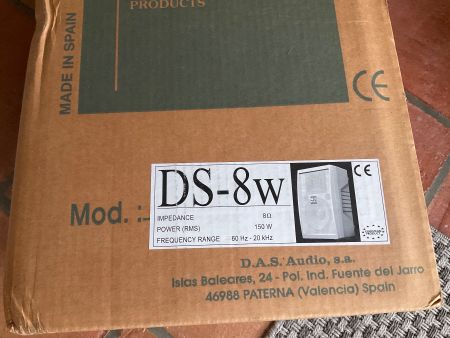 PRODUCTS
MADE IN SPAIN
CE
DS-8w
CE
Mod. :-
IMPEDANCE 8Ω
POWER (RMS) 150 W
FREQUENCY RANGE 60 Hz - 20 kHz
D.A.S. Audio, s.a.
Islas Baleares, 24 - Pol. Ind. Fuente del Jarro
46988 PATERNA (Valencia) Spain